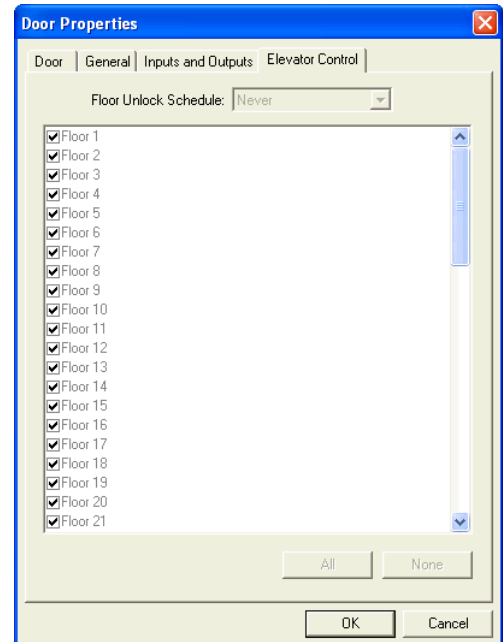 Door Properties
Door General Inputs and Outputs Elevator Control
Floor Unlock Schedule: Never
Floor 1
Floor 2
Floor 3
Floor 4
Floor 5
Floor 6
Floor 7
Floor 8
Floor 9
Floor 10
Floor 11
Floor 12
Floor 13
Floor 14
Floor 15
Floor 16
Floor 17
Floor 18
Floor 19
Floor 20
Floor 21
All None
OK Cancel